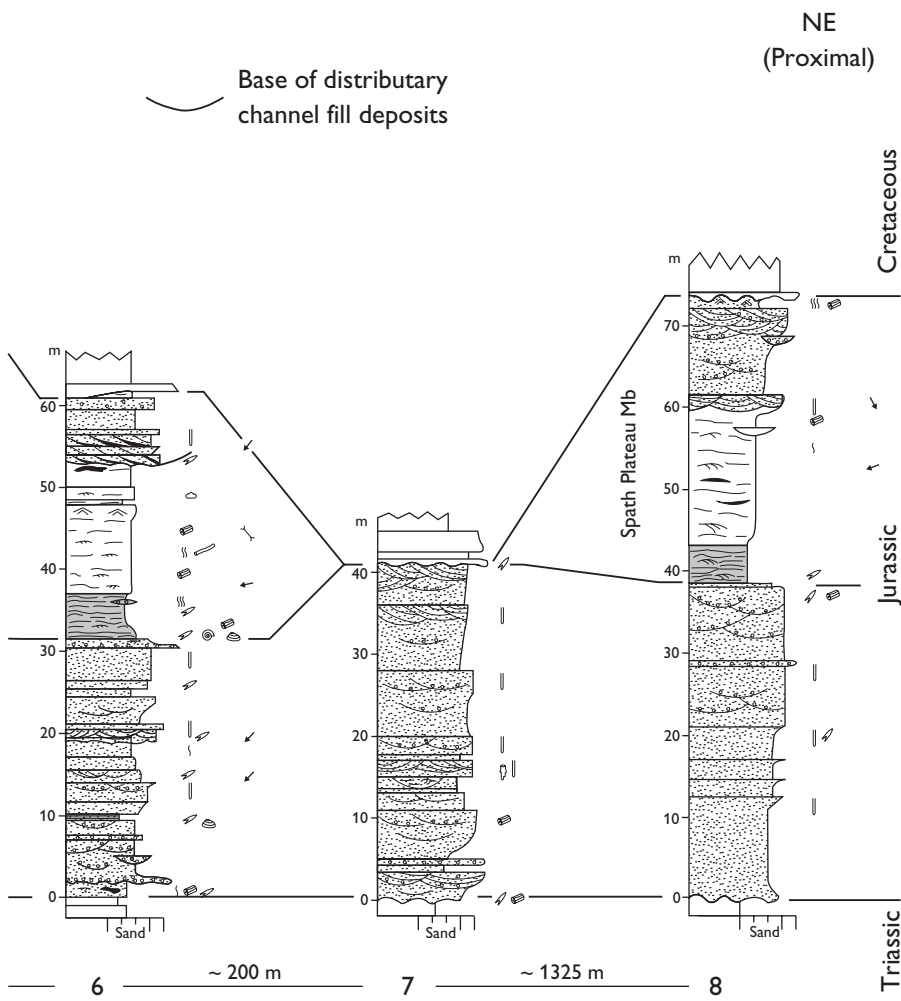 NE
(Proximal)
Base of distributary
channel fill deposits
Cretaceous
m
70
60
50
40
30
20
10
0
Sand
Spath Plateau Mb
Jurassic
m
60
50
40
30
20
10
0
Sand
m
40
30
20
10
0
Sand
Triassic
6
~ 200 m
7
~ 1325 m
8